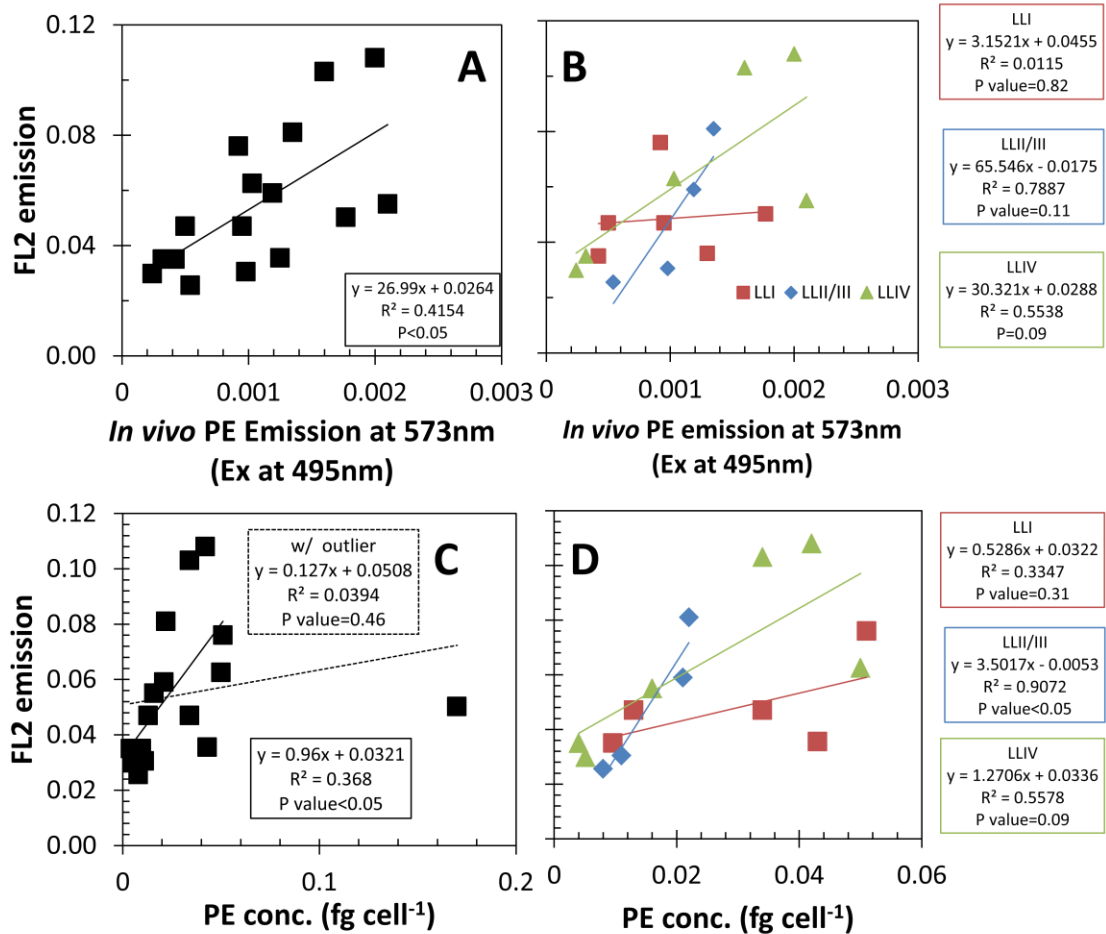 A
FL2 emission
0.12
0.08
0.04
0.00
y = 26.99x + 0.0264
R² = 0.4154
P<0.05
0
0.001
0.002
0.003
In vivo PE Emission at 573nm
(Ex at 495nm)
B
LLI
LLII/III
LLIV
0
0.001
0.002
0.003
In vivo PE emission at 573nm
(Ex at 495nm)
LLI
y = 3.1521x + 0.0455
R² = 0.0115
P value=0.82
LLII/III
y = 65.546x - 0.0175
R² = 0.7887
P value=0.11
LLIV
y = 30.321x + 0.0288
R² = 0.5538
P=0.09
C
FL2 emission
0.12
0.10
0.08
0.06
0.04
0.02
0.00
w/ outlier
y = 0.127x + 0.0508
R² = 0.0394
P value=0.46
y = 0.96x + 0.0321
R² = 0.368
P value<0.05
0
0.1
0.2
PE conc. (fg cell⁻¹)
D
0
0.02
0.04
0.06
PE conc. (fg cell⁻¹)
LLI
y = 0.5286x + 0.0322
R² = 0.3347
P value=0.31
LLII/III
y = 3.5017x - 0.0053
R² = 0.9072
P value<0.05
LLIV
y = 1.2706x + 0.0336
R² = 0.5578
P value=0.09